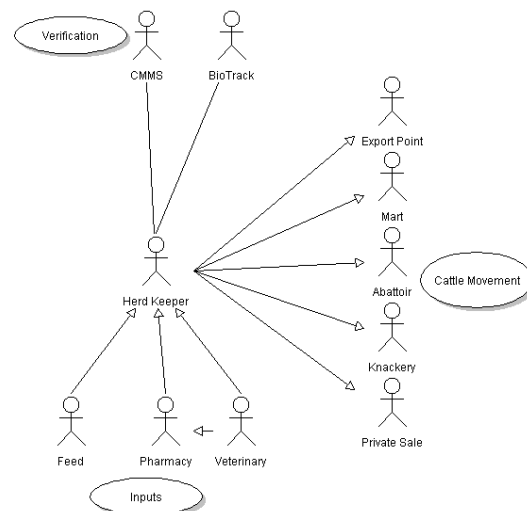 Verification
CMMS
BioTrack
Export Point
Mart
Herd Keeper
Abattoir
Cattle Movement
Knackery
Private Sale
Feed
Pharmacy
Veterinary
Inputs